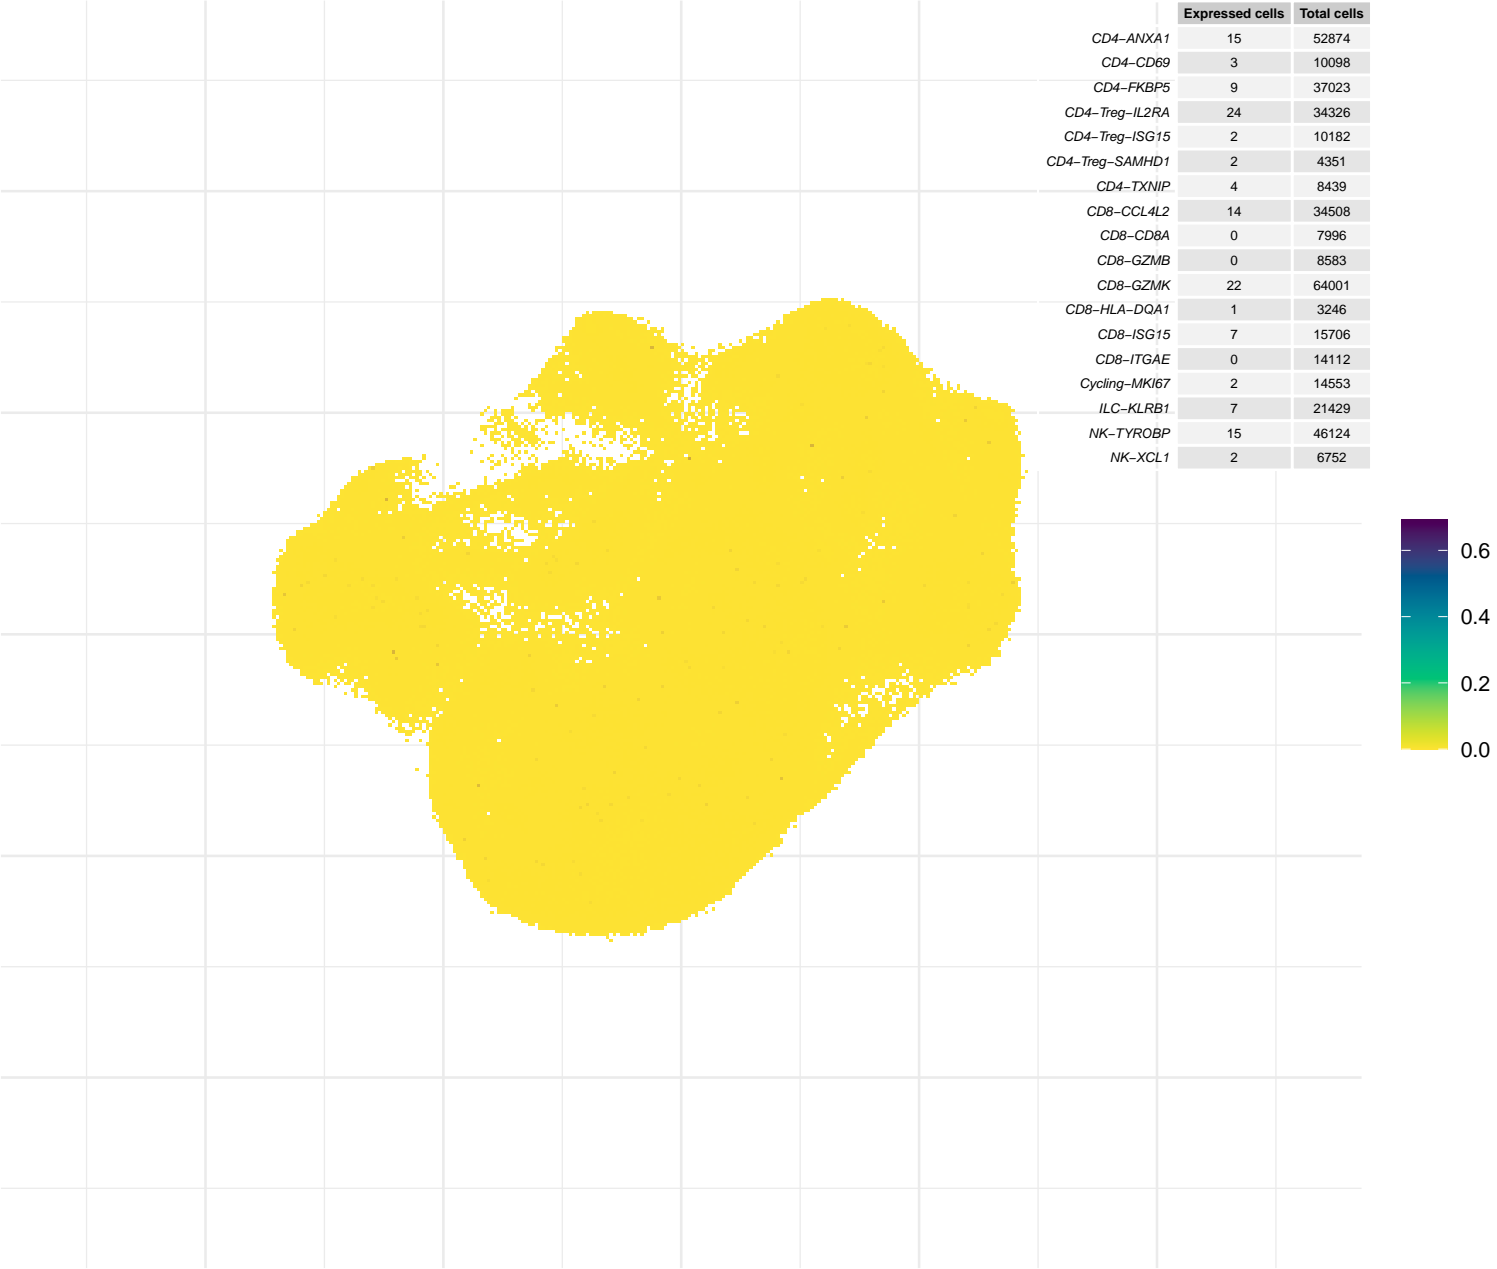 Expressed cells Total cells
CD4−ANXA1 15 52874
CD4−CD69 3 10098
CD4−FKBP5 9 37023
CD4−Treg−IL2RA 24 34326
CD4−Treg−ISG15 2 10182
CD4−Treg−SAMHD1 2 4351
CD4−TXNIP 4 8439
CD8−CCL4L2 14 34508
CD8−CD8A 0 7996
CD8−GZMB 0 8583
CD8−GZMK 22 64001
CD8−HLA−DQA1 1 3246
CD8−ISG15 7 15706
CD8−ITGAE 0 14112
Cycling−MKI67 2 14553
ILC−KLRB1 7 21429
NK−TYROBP 15 46124
NK−XCL1 2 6752
0.6
0.4
0.2
0.0